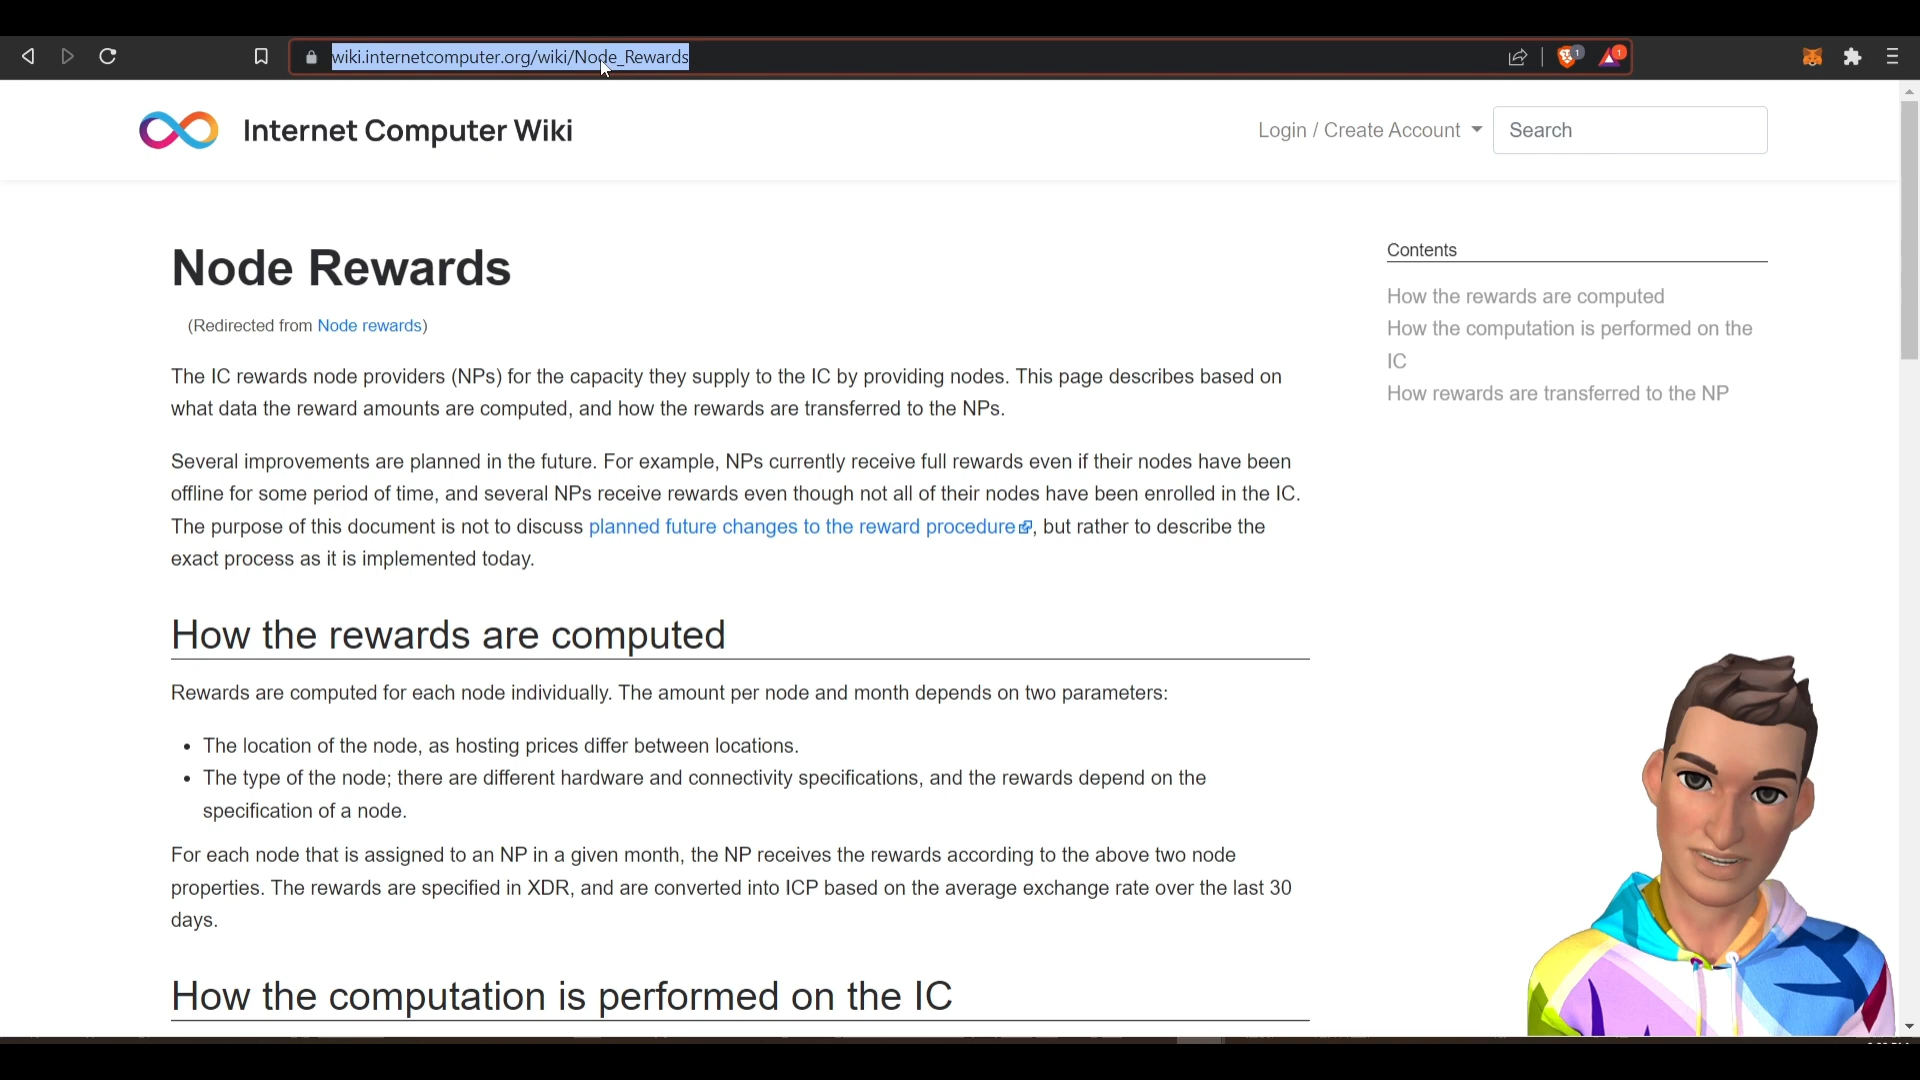 wiki.internetcomputer.org/wiki/Node_Rewards
1
1
Internet Computer Wiki
Login / Create Account
Search
Node Rewards
(Redirected from Node rewards)
The IC rewards node providers (NPs) for the capacity they supply to the IC by providing nodes. This page describes based on
what data the reward amounts are computed, and how the rewards are transferred to the NPs.
Several improvements are planned in the future. For example, NPs currently receive full rewards even if their nodes have been
offline for some period of time, and several NPs receive rewards even though not all of their nodes have been enrolled in the IC.
The purpose of this document is not to discuss planned future changes to the reward procedure, but rather to describe the
exact process as it is implemented today.
How the rewards are computed
Rewards are computed for each node individually. The amount per node and month depends on two parameters:
• The location of the node, as hosting prices differ between locations.
• The type of the node; there are different hardware and connectivity specifications, and the rewards depend on the
specification of a node.
For each node that is assigned to an NP in a given month, the NP receives the rewards according to the above two node
properties. The rewards are specified in XDR, and are converted into ICP based on the average exchange rate over the last 30
days.
How the computation is performed on the IC
Contents
How the rewards are computed
How the computation is performed on the
IC
How rewards are transferred to the NP